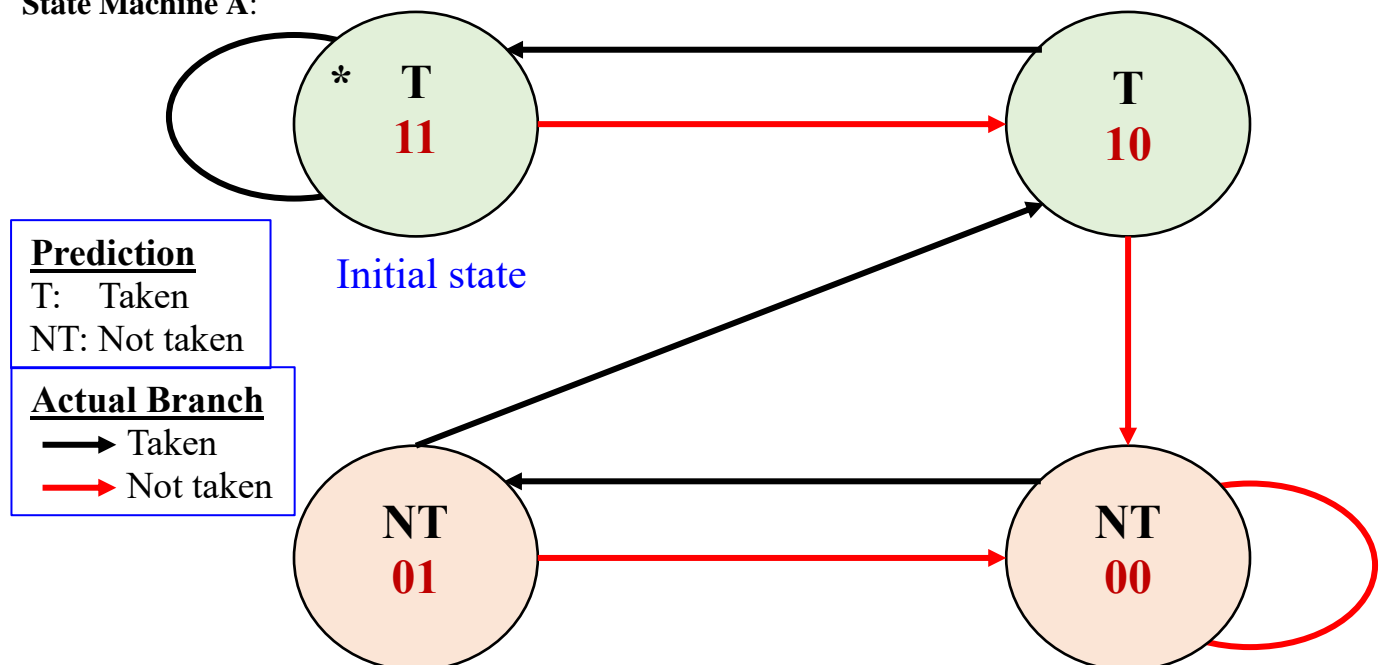 State Machine A:
* T
11
T
10
Initial state
Prediction
T: Taken
NT: Not taken
Actual Branch
Taken
Not taken
NT
01
NT
00